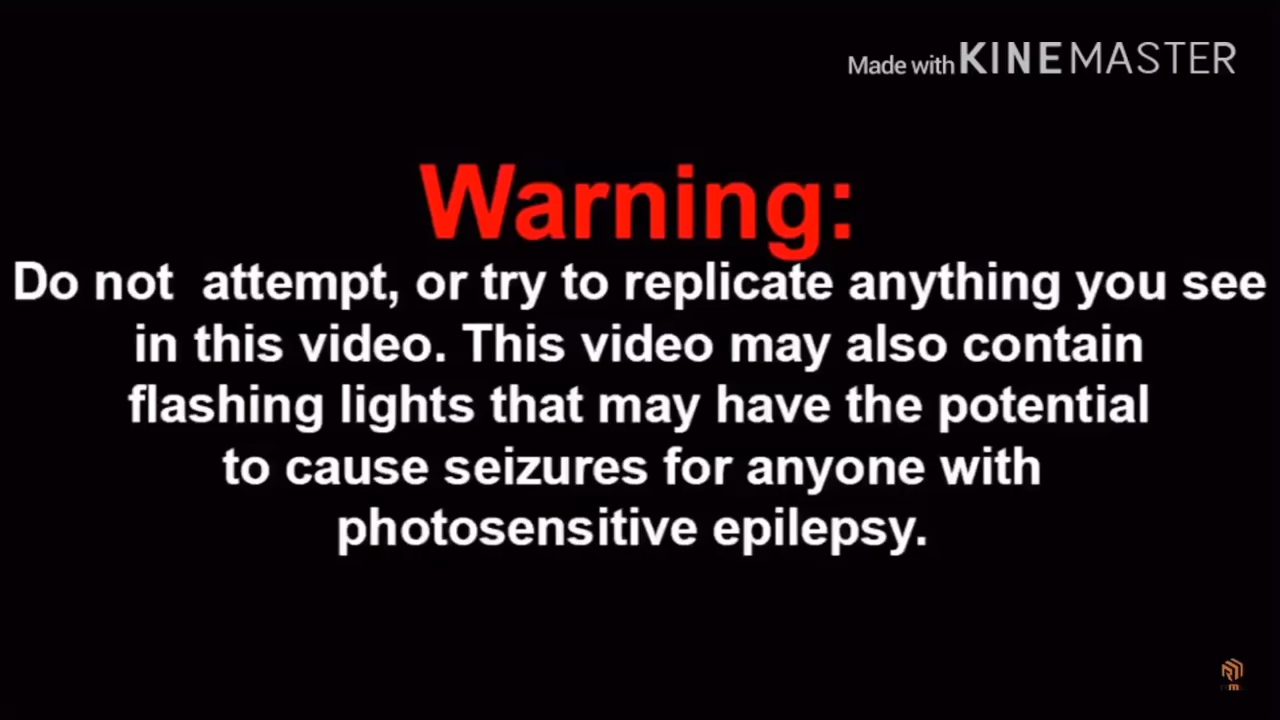 Made with KINEMASTER
Warning:
Do not  attempt, or try to replicate anything you see
in this video. This video may also contain
flashing lights that may have the potential
to cause seizures for anyone with
photosensitive epilepsy.